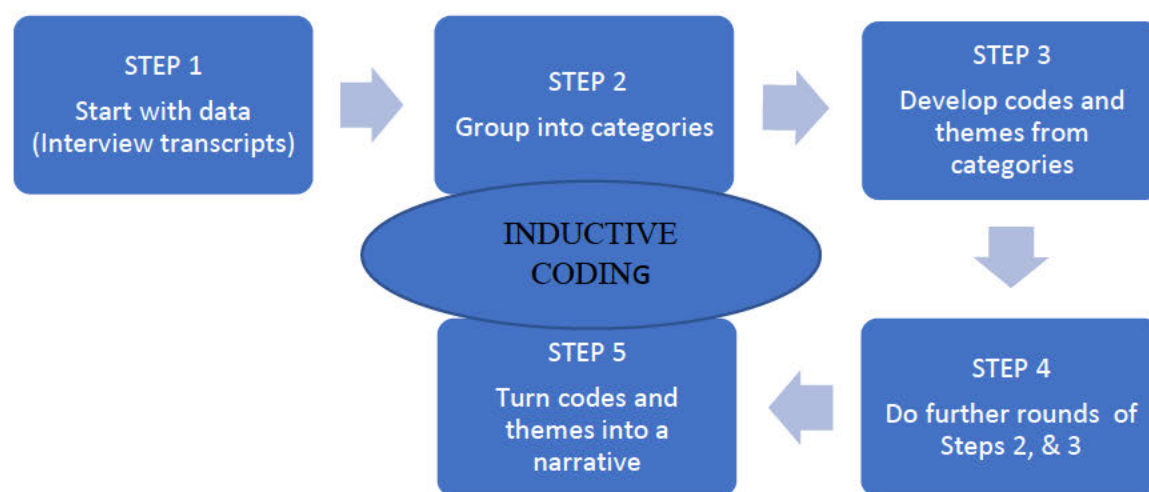 STEP 1
Start with data
(Interview transcripts)
STEP 2
Group into categories
STEP 3
Develop codes and
themes from
categories
INDUCTIVE
CODING
STEP 4
Do further rounds of
Steps 2, & 3
STEP 5
Turn codes and
themes into a
narrative